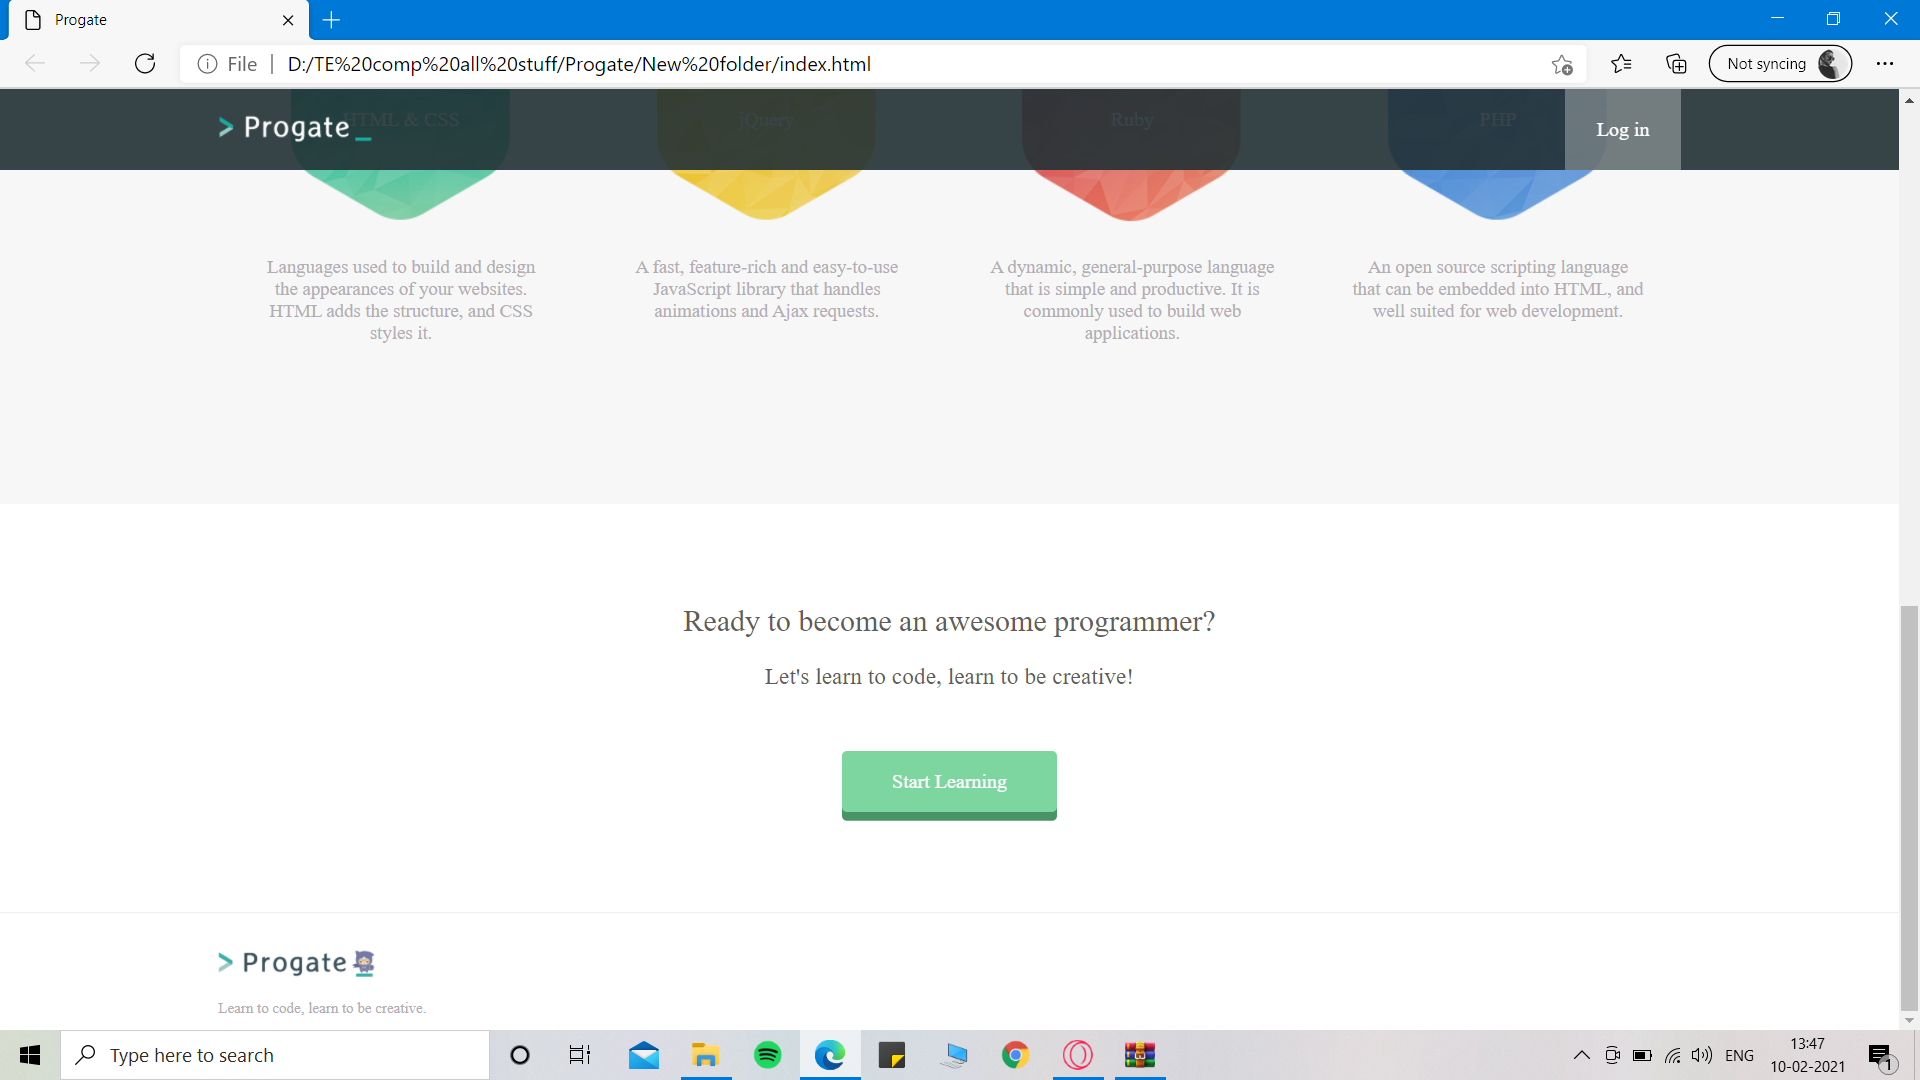 Progate
File
D:/TE%20comp%20all%20stuff/Progate/New%20folder/index.html
Not syncing
> Progate_
HTML & CSS
jQuery
Ruby
PHP
Log in
Languages used to build and design
the appearances of your websites.
HTML adds the structure, and CSS
styles it.
A fast, feature-rich and easy-to-use
JavaScript library that handles
animations and Ajax requests.
A dynamic, general-purpose language
that is simple and productive. It is
commonly used to build web
applications.
An open source scripting language
that can be embedded into HTML, and
well suited for web development.
Ready to become an awesome programmer?
Let's learn to code, learn to be creative!
Start Learning
> Progate
Learn to code, learn to be creative.
Type here to search
ENG
13:47
10-02-2021
1